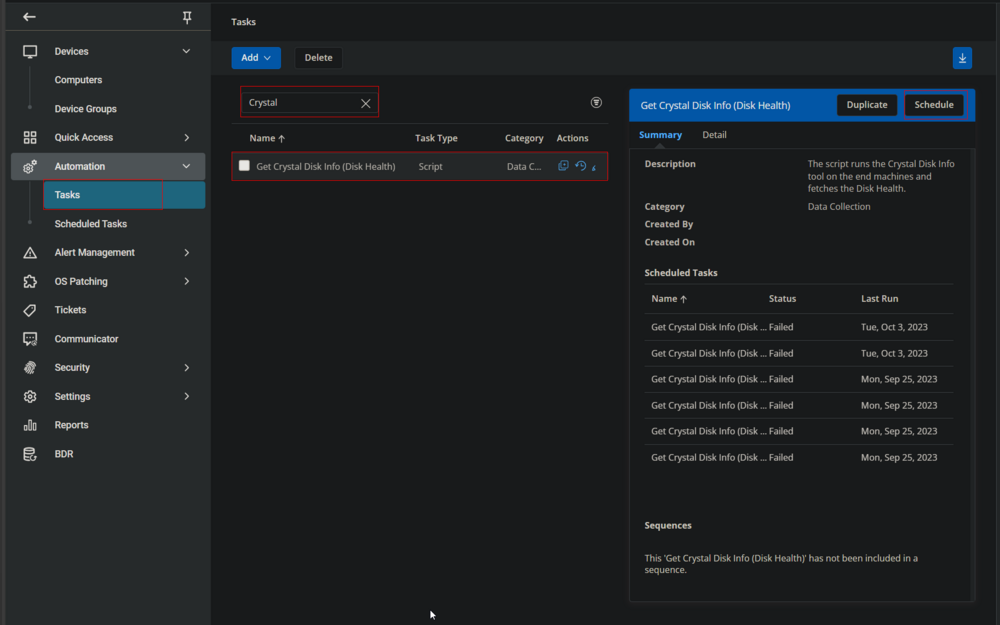 Tasks
Devices
Computers
Device Groups
Quick Access
Automation
Tasks
Scheduled Tasks
Alert Management
OS Patching
Tickets
Communicator
Security
Settings
Reports
BDR
Add
Delete
Crystal
Name Task Type Category Actions
Get Crystal Disk Info (Disk Health) Script Data C...
Get Crystal Disk Info (Disk Health) Duplicate Schedule
Summary Detail
Description The script runs the Crystal Disk Info
tool on the end machines and
fetches the Disk Health.
Category Data Collection
Created By
Created On
Scheduled Tasks
Name Status Last Run
Get Crystal Disk Info (Disk ... Failed Tue, Oct 3, 2023
Get Crystal Disk Info (Disk ... Failed Tue, Oct 3, 2023
Get Crystal Disk Info (Disk ... Failed Mon, Sep 25, 2023
Get Crystal Disk Info (Disk ... Failed Mon, Sep 25, 2023
Get Crystal Disk Info (Disk ... Failed Mon, Sep 25, 2023
Get Crystal Disk Info (Disk ... Failed Mon, Sep 25, 2023
Sequences
This 'Get Crystal Disk Info (Disk Health)' has not been included in a
sequence.